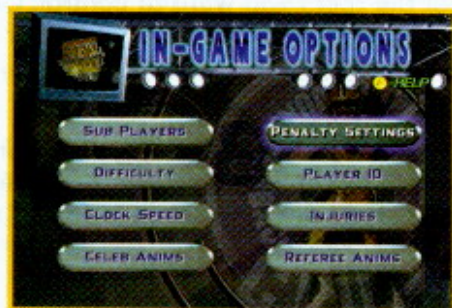 IN-GAME OPTIONS
HELP
SUB PLAYERS
PENALTY SETTINGS
DIFFICULTY
PLAYER ID
CLOCK SPEED
INJURIES
CELEB ANIMS
REFEREE ANIMS